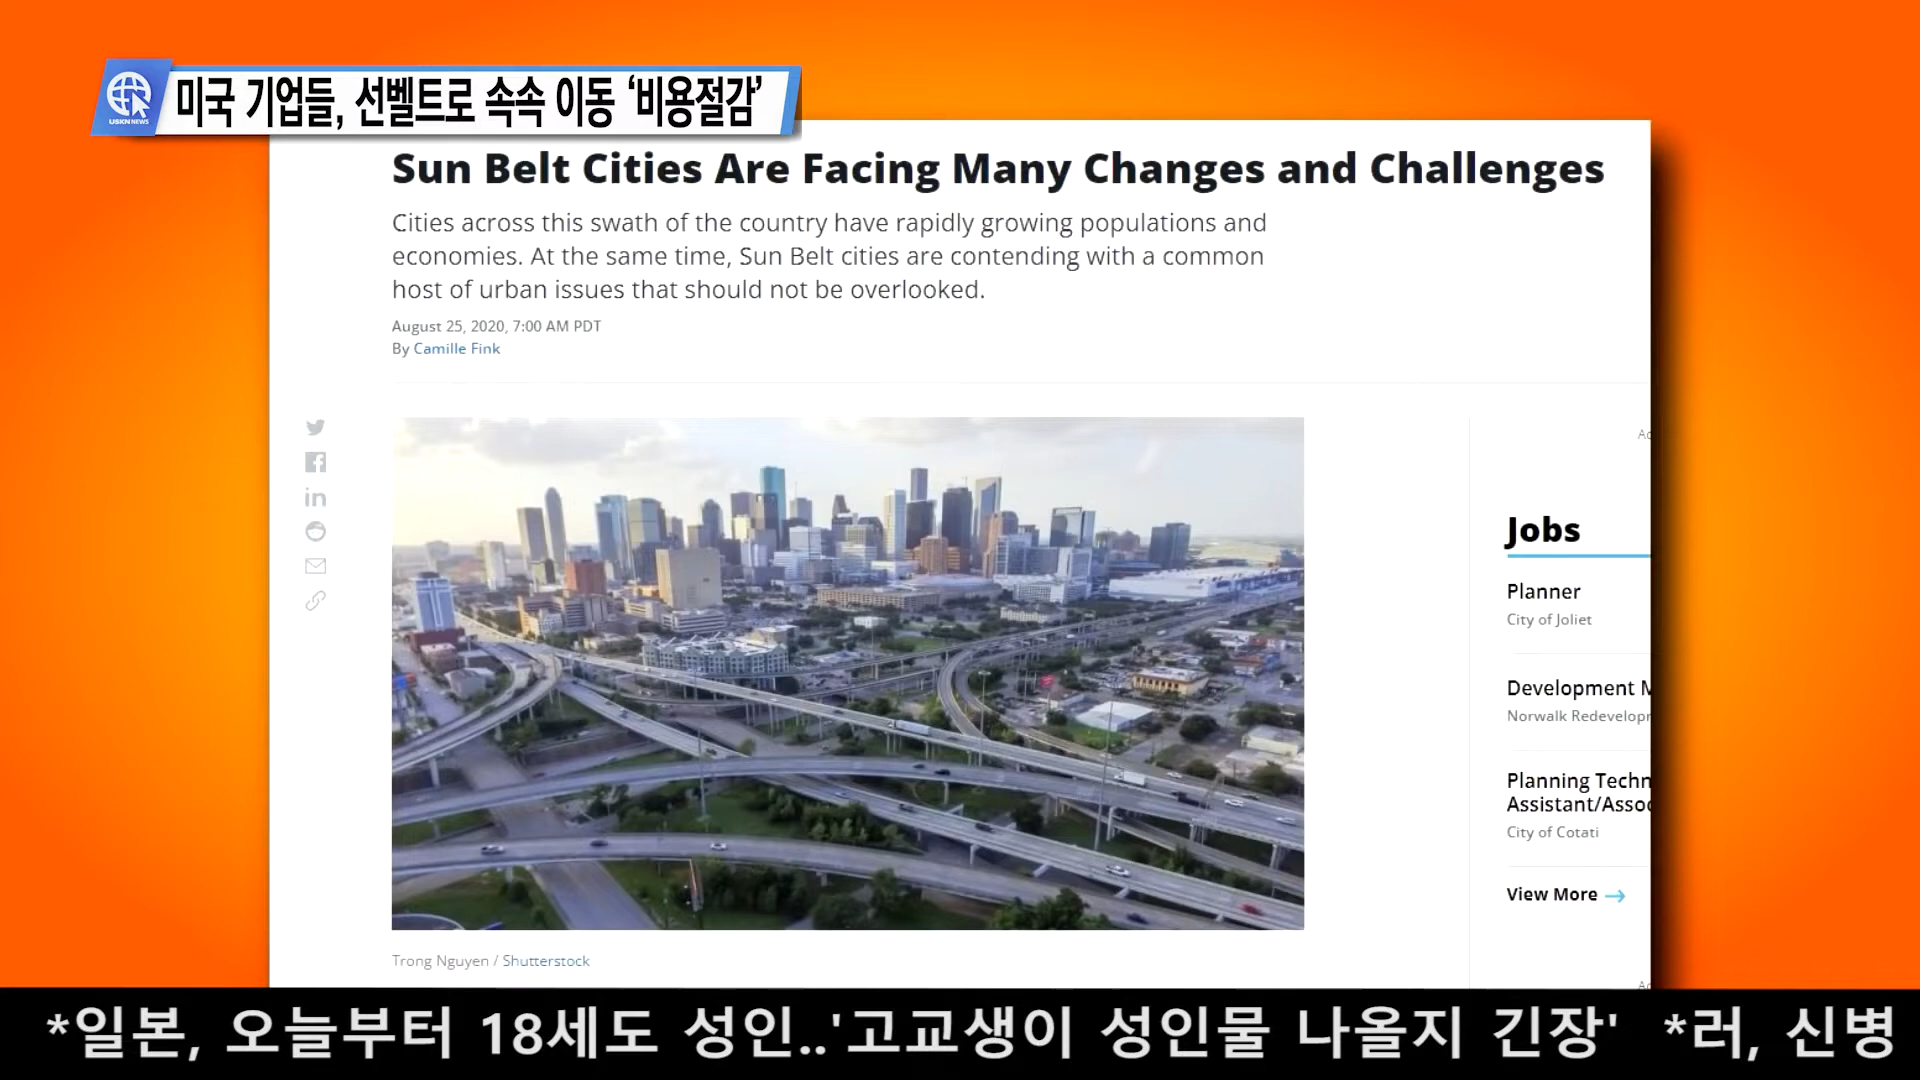 USKN NEWS
미국 기업들, 선벨트로 속속 이동 ‘비용절감’
Sun Belt Cities Are Facing Many Changes and Challenges
Cities across this swath of the country have rapidly growing populations and
economies. At the same time, Sun Belt cities are contending with a common
host of urban issues that should not be overlooked.
August 25, 2020, 7:00 AM PDT
By Camille Fink
Jobs
Planner
City of Joliet
Development
Norwalk
Planning
City of Cotati
View More
Trong Nguyen / Shutterstock
*일본, 오늘부터 18세도 성인..'고교생이 성인물 나올지 긴장' *러, 신병